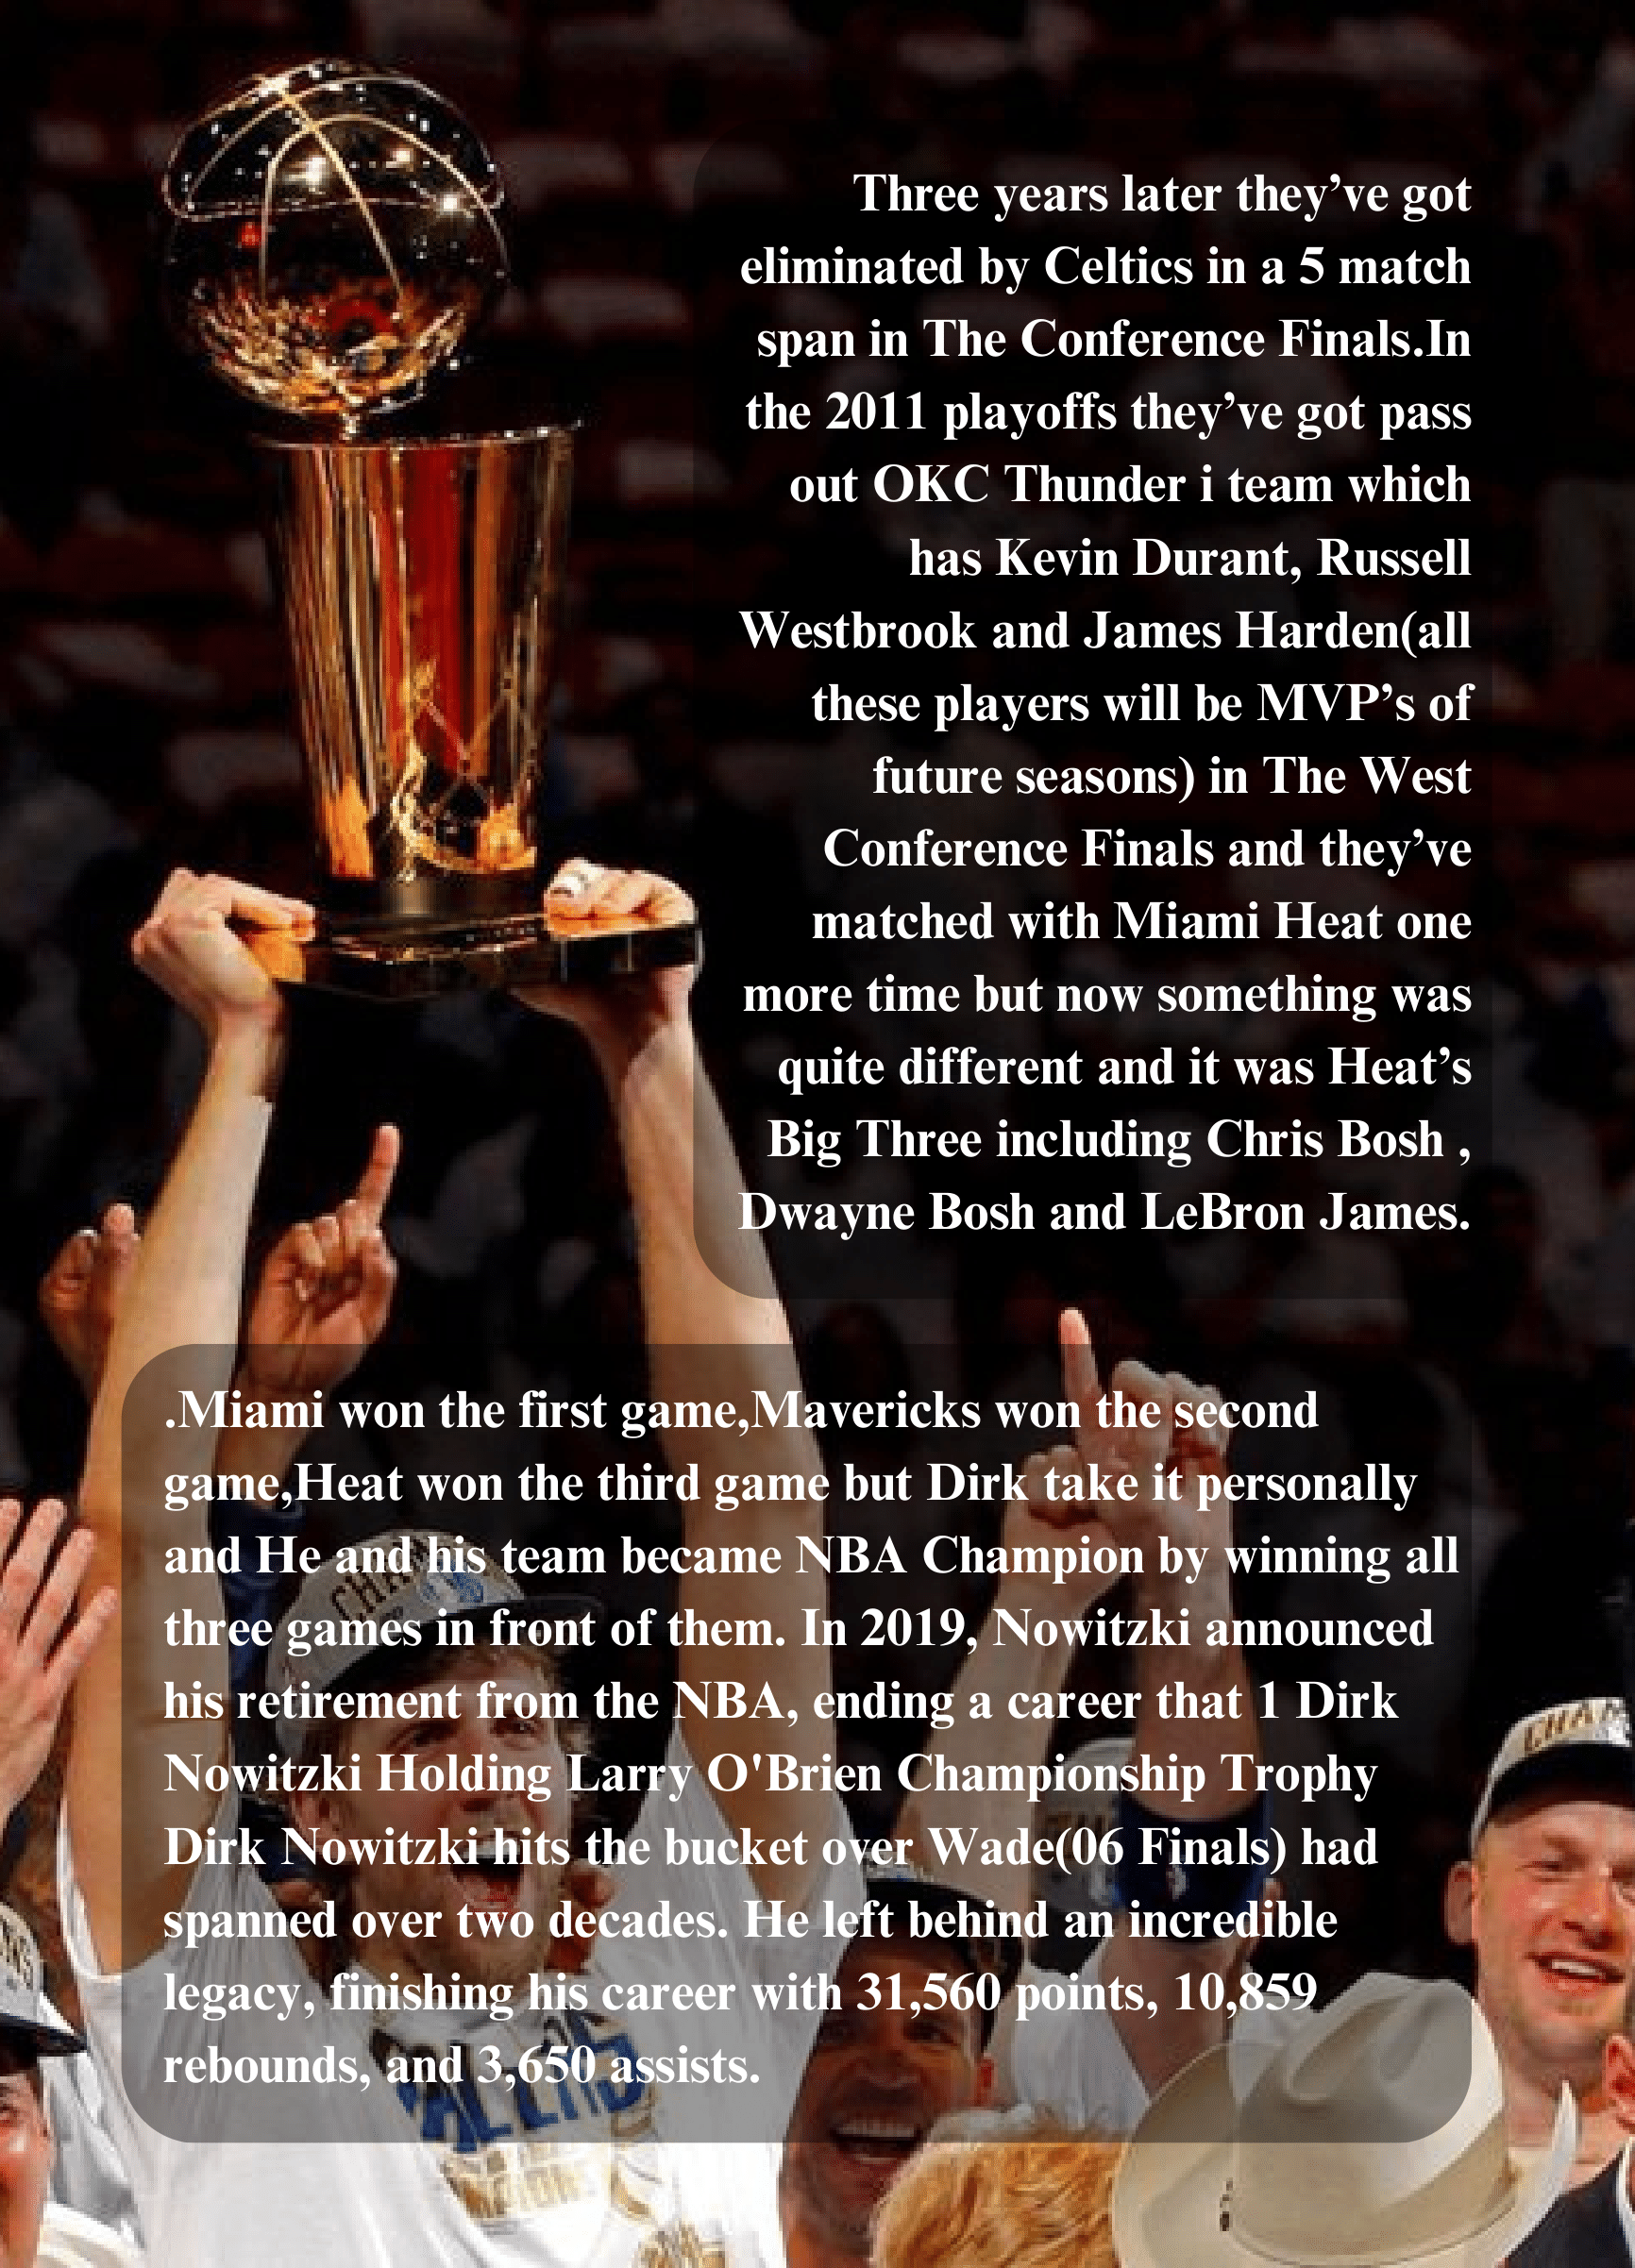 Three years later they’ve got
eliminated by Celtics in a 5 match
span in The Conference Finals.In
the 2011 playoffs they’ve got pass
out OKC Thunder i team which
has Kevin Durant, Russell
Westbrook and James Harden(all
these players will be MVP’s of
future seasons) in The West
Conference Finals and they’ve
matched with Miami Heat one
more time but now something was
quite different and it was Heat’s
Big Three including Chris Bosh ,
Dwayne Bosh and LeBron James.
.Miami won the first game,Mavericks won the second
game,Heat won the third game but Dirk take it personally
and He and his team became NBA Champion by winning all
three games in front of them. In 2019, Nowitzki announced
his retirement from the NBA, ending a career that 1 Dirk
Nowitzki Holding Larry O'Brien Championship Trophy
Dirk Nowitzki hits the bucket over Wade(06 Finals) had
spanned over two decades. He left behind an incredible
legacy, finishing his career with 31,560 points, 10,859
rebounds, and 3,650 assists.